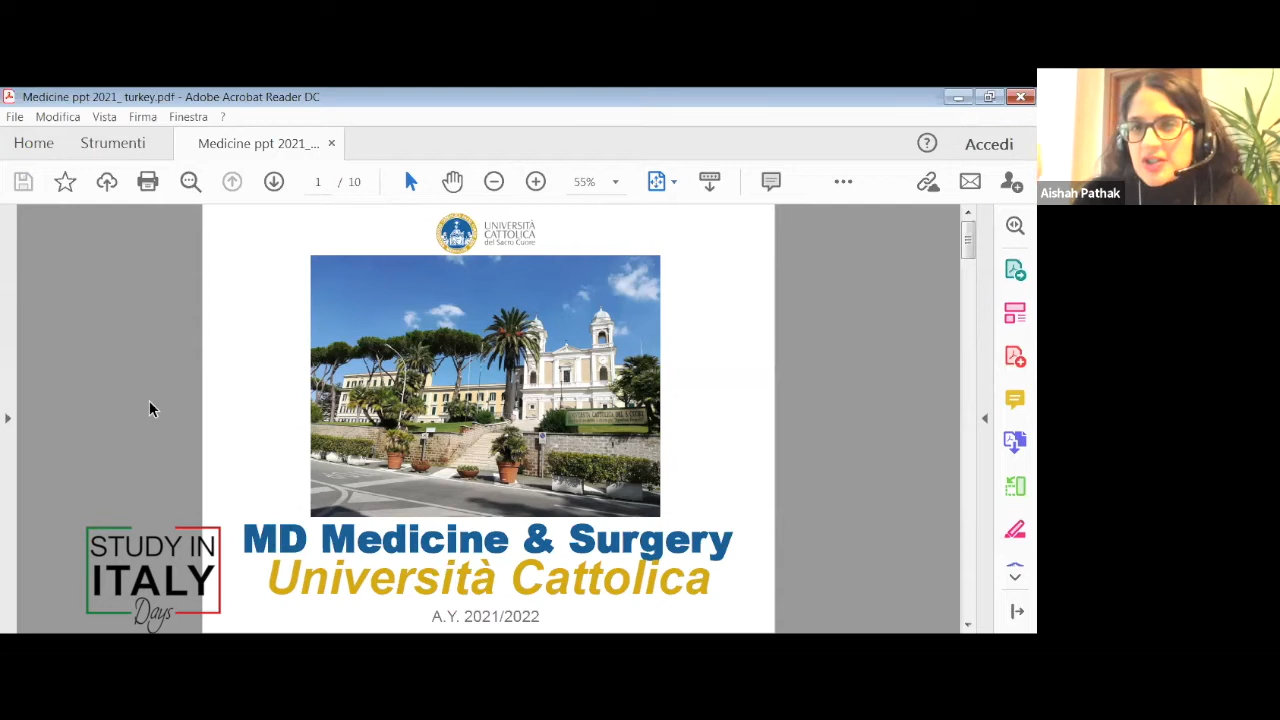 Medicine ppt 2021_ turkey.pdf - Adobe Acrobat Reader DC
File Modifica Vista Firma Finestra ?
Home Strumenti Medicine ppt 2021_... × Accedi
1 / 10 55%
Aishah Pathak
UNIVERSITÀ
CATTOLICA
del Sacro Cuore
MD Medicine & Surgery
Università Cattolica
A.Y. 2021/2022
STUDY IN
ITALY
Days